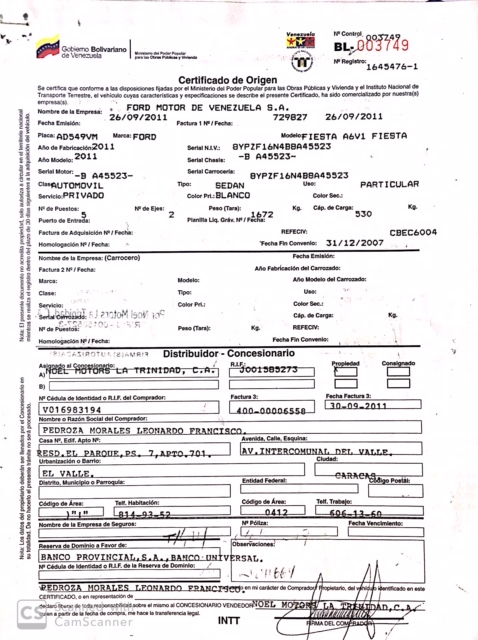 Gobierno Bolivariano de Venezuela
Ministerio del Poder Popular
para las Obras Públicas y Vivienda
Venezuela
INTT
Nº Control 003749
BL-003749
Nº Registro: 1645476-1
Certificado de Origen
Se certifica que conforme a las disposiciones fijadas por el Ministerio del Poder Popular para las Obras Públicas y Vivienda y el Instituto Nacional de
Transporte Terrestre, el vehículo cuyas características y especificaciones se describe el presente Certificado, ha sido comercializado por nuestra(s)
empresa(s).
Nombre de la Empresa: FORD MOTOR DE VENEZUELA S.A.
Fecha Emisión: 26/09/2011 Factura 1 Nº / Fecha: 729827 26/09/2011
Placa: AD549VM Marca: FORD Modelo: FIESTA A6V1 FIESTA
Año de Fabricación: 2011 Serial N.I.V.: 8YPZF16N4BBA45523
Año Modelo: 2011 Serial Chasis: -B A45523-
Serial Motor: -B A45523- Serial Carrocería: 8YPZF16N4BBA45523
Clase: AUTOMOVIL Tipo: SEDAN Uso: PARTICULAR
Servicio: PRIVADO Color Pri.: BLANCO Color Sec.:
Nº de Puestos: 5 Nº de Ejes: 2 Peso (Tara): 1672 Kg. Cáp. de Carga: 530 Kg.
Puerto de Entrada: Planilla Liq. Gráv. Nº / Fecha:
Factura de Adquisición Nº / Fecha: REFECIV: CBEC6004
Homologación Nº / Fecha: Fecha Fin Convenio: 31/12/2007
Nombre de la Empresa: (Carrocero) Fecha Emisión:
Factura 2 Nº / Fecha: Año Fabricación del Carrozado:
Marca: Modelo: Año Modelo del Carrozado:
Clase: Tipo: Uso:
Servicio: Color Pri.: Color Sec.:
Serial Carrozado: Cáp. de Carga: Kg.
Nº de Puestos: Peso (Tara): Kg. REFECIV:
Homologación Nº / Fecha: Fecha Fin Convenio:
Distribuidor - Concesionario
Asignado al Concesionario: R.I.F.: Propiedad Consignado
A) NOEL MOTORS LA TRINIDAD, C.A. J001585273
B)
Nº Cédula de Identidad o R.I.F. del Comprador: Factura 3: Fecha Factura 3:
V016983194 400-00006558 30-09-2011
Nombre o Razón Social del Comprador:
PEDROZA MORALES LEONARDO FRANCISCO.
Casa Nº, Edf. Apto Nº: Avenida, Calle, Esquina:
RESD.EL PARQUE,PS. 7,APTO,701. AV.INTERCOMUNAL DEL VALLE.
Urbanización o Barrio: Ciudad:
EL VALLE. CARACAS
Distrito, Municipio o Parroquia: Entidad Federal: Código Postal:
Código de Área: Telf. Habitación: Código de Área: Telf. Trabajo:
814-93-52 0412 606-13-60
Nombre de la Empresa de Seguros: Nº Póliza: Fecha Vencimiento:
Reserva de Dominio a Favor de: Observaciones:
BANCO PROVINCIAL,S.A.,BANCO UNIVERSAL.
Nº Cédula de Identidad o R.I.F. de la Reserva de Dominio:
PEDROZA MORALES LEONARDO FRANCISCO. en mi carácter de Comprador Propietario, del vehículo identificado en este
CERTIFICADO, o en representación
declaro liberar de toda responsabilidad sobre el mismo al CONCESIONARIO VENDEDOR NOEL MOTORS LA TRINIDAD,C.A.
quien a partir de la fecha de compra, me hace la transferencia legal.
INTT
FIRMA DEL COMPRADOR
Nota: El presente documento no acredita propiedad, solo autoriza a circular en el territorio nacional
mientras se realiza el registro dentro del plazo de 30 días siguientes a la adquisición del vehículo.
Nota: Los datos del propietario deberán ser llenados por el Concesionario en
su totalidad. De no hacerlo el presente trámite no será procesado.
CS CamScanner